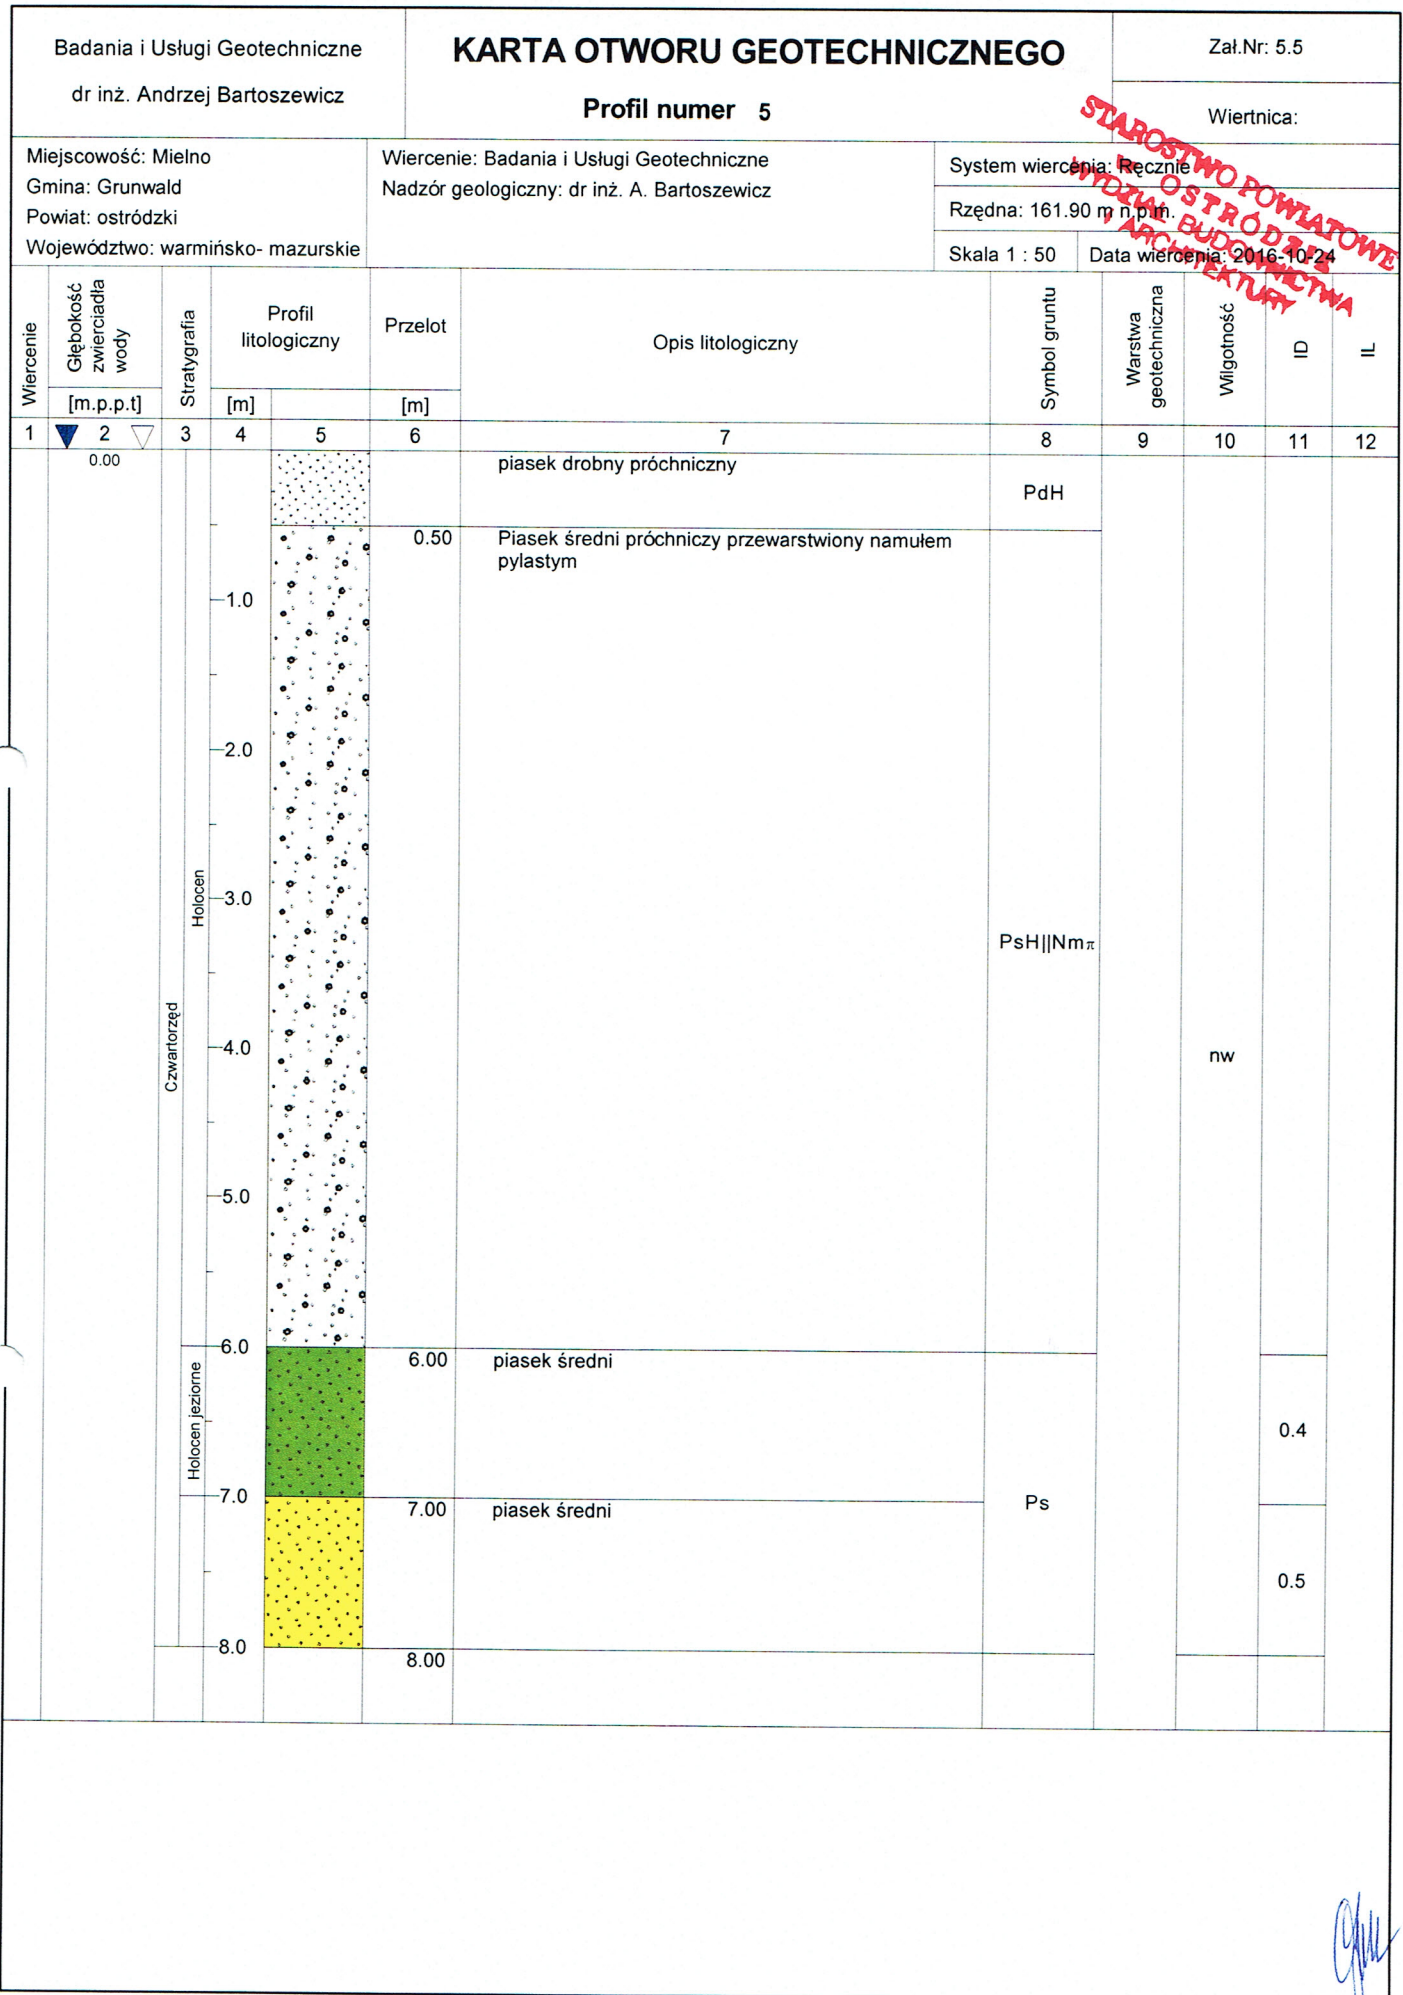 Badania i Usługi Geotechniczne
dr inż. Andrzej Bartoszewicz
KARTA OTWORU GEOTECHNICZNEGO
Profil numer 5
Zał.Nr: 5.5
Wiertnica:
STAROSTWO POWIATOWE
W OSTRÓDZIE
WYDZIAŁ BUDOWNICTWA
I ARCHITEKTURY
Miejscowość: Mielno
Gmina: Grunwald
Powiat: ostródzki
Województwo: warmińsko- mazurskie
Wiercenie: Badania i Usługi Geotechniczne
Nadzór geologiczny: dr inż. A. Bartoszewicz
System wiercenia: Ręcznie
Rzędna: 161.90 m n.p.m.
Skala 1 : 50
Data wiercenia: 2016-10-24
Wiercenie
Głębokość zwierciadła wody
[m.p.p.t]
Stratygrafia
Profil litologiczny
[m]
Przelot
[m]
Opis litologiczny
Symbol gruntu
Warstwa geotechniczna
Wilgotność
ID
IL
1 2 3 4 5 6 7 8 9 10 11 12
0.00
piasek drobny próchniczny
PdH
0.50
Piasek średni próchniczy przewarstwiony namułem
pylastym
1.0
2.0
Holocen
3.0
PsH||Nmπ
Czwartorzęd
4.0
nw
5.0
6.0
6.00
piasek średni
Holocen jeziorne
0.4
7.0
7.00
piasek średni
Ps
0.5
8.0
8.00